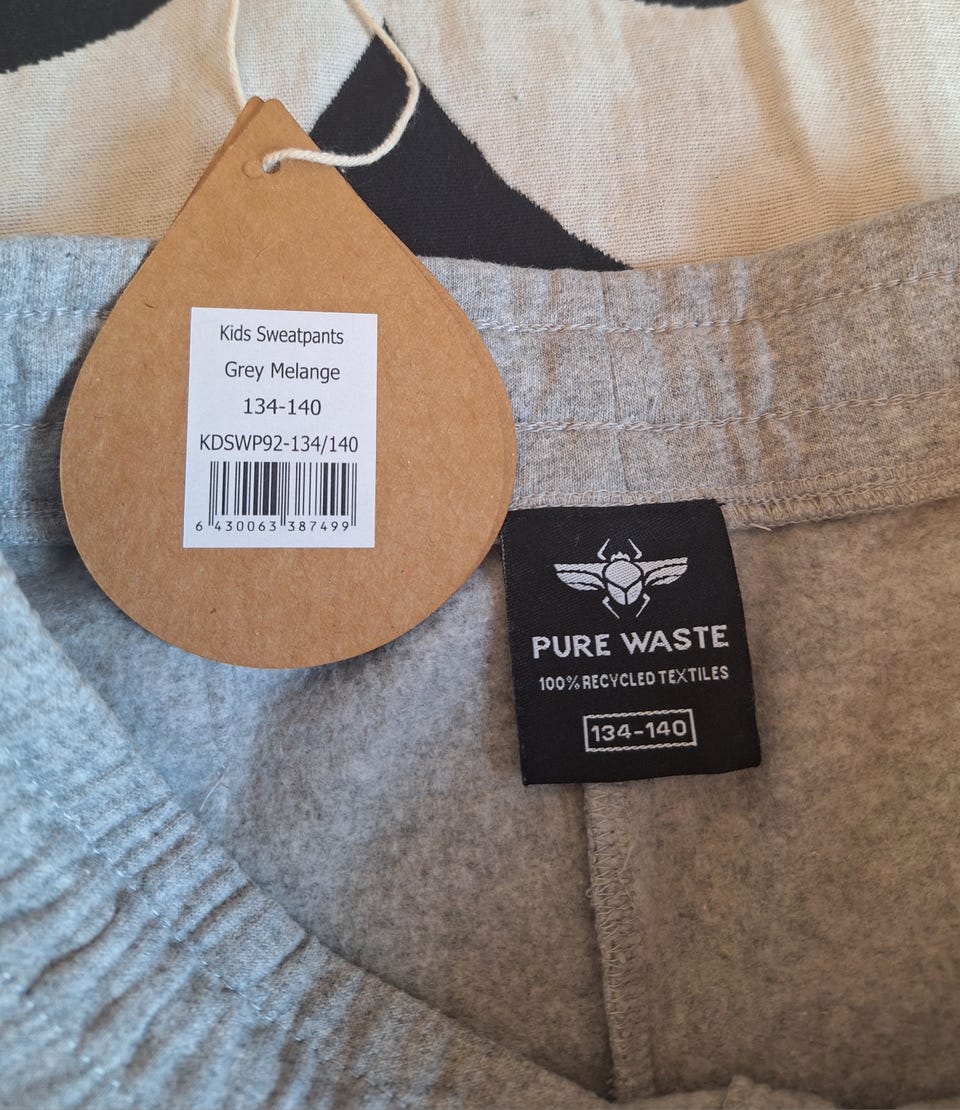 Kids Sweatpants
Grey Melange
134-140
KDSWP92-134/140
6 430063 387499
PURE WASTE
100% RECYCLED TEXTILES
134-140